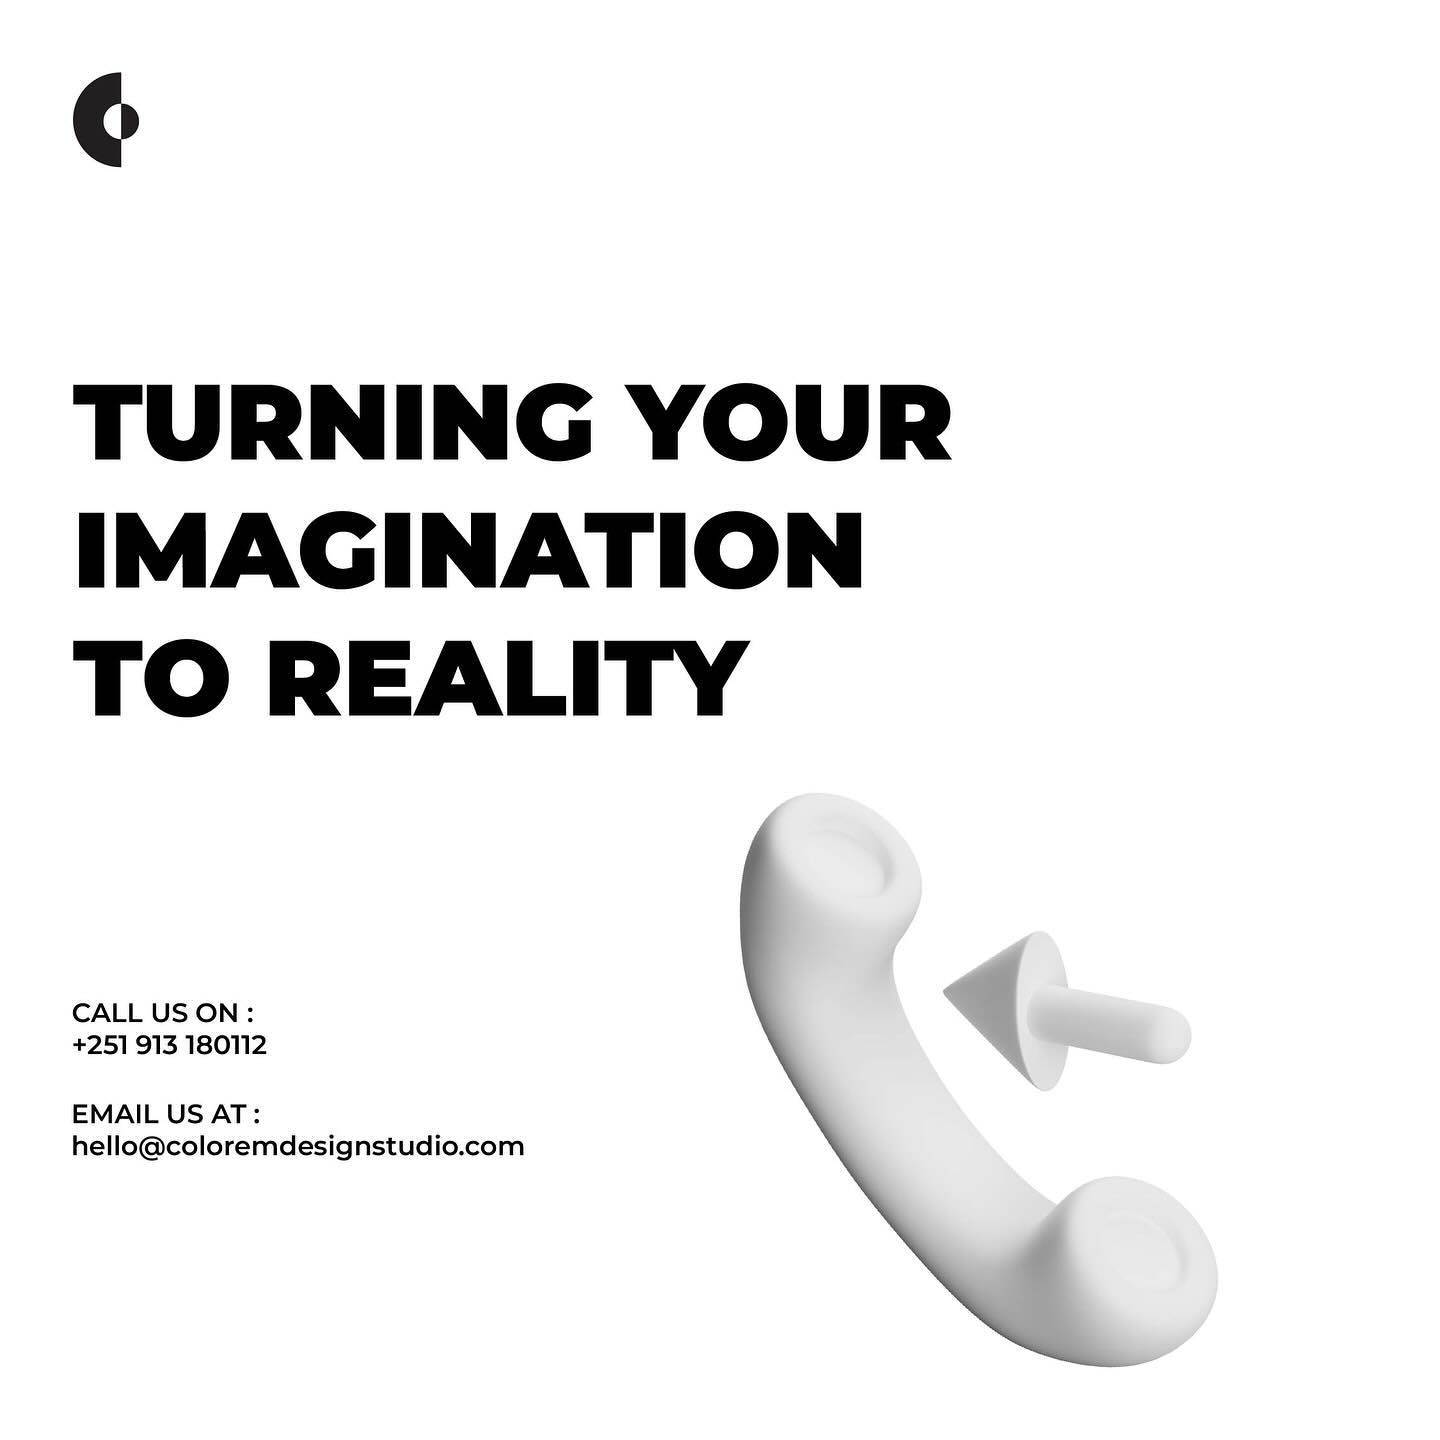 TURNING YOUR
IMAGINATION
TO REALITY
CALL US ON :
+251 913 180112
EMAIL US AT :
hello@coloremdesignstudio.com